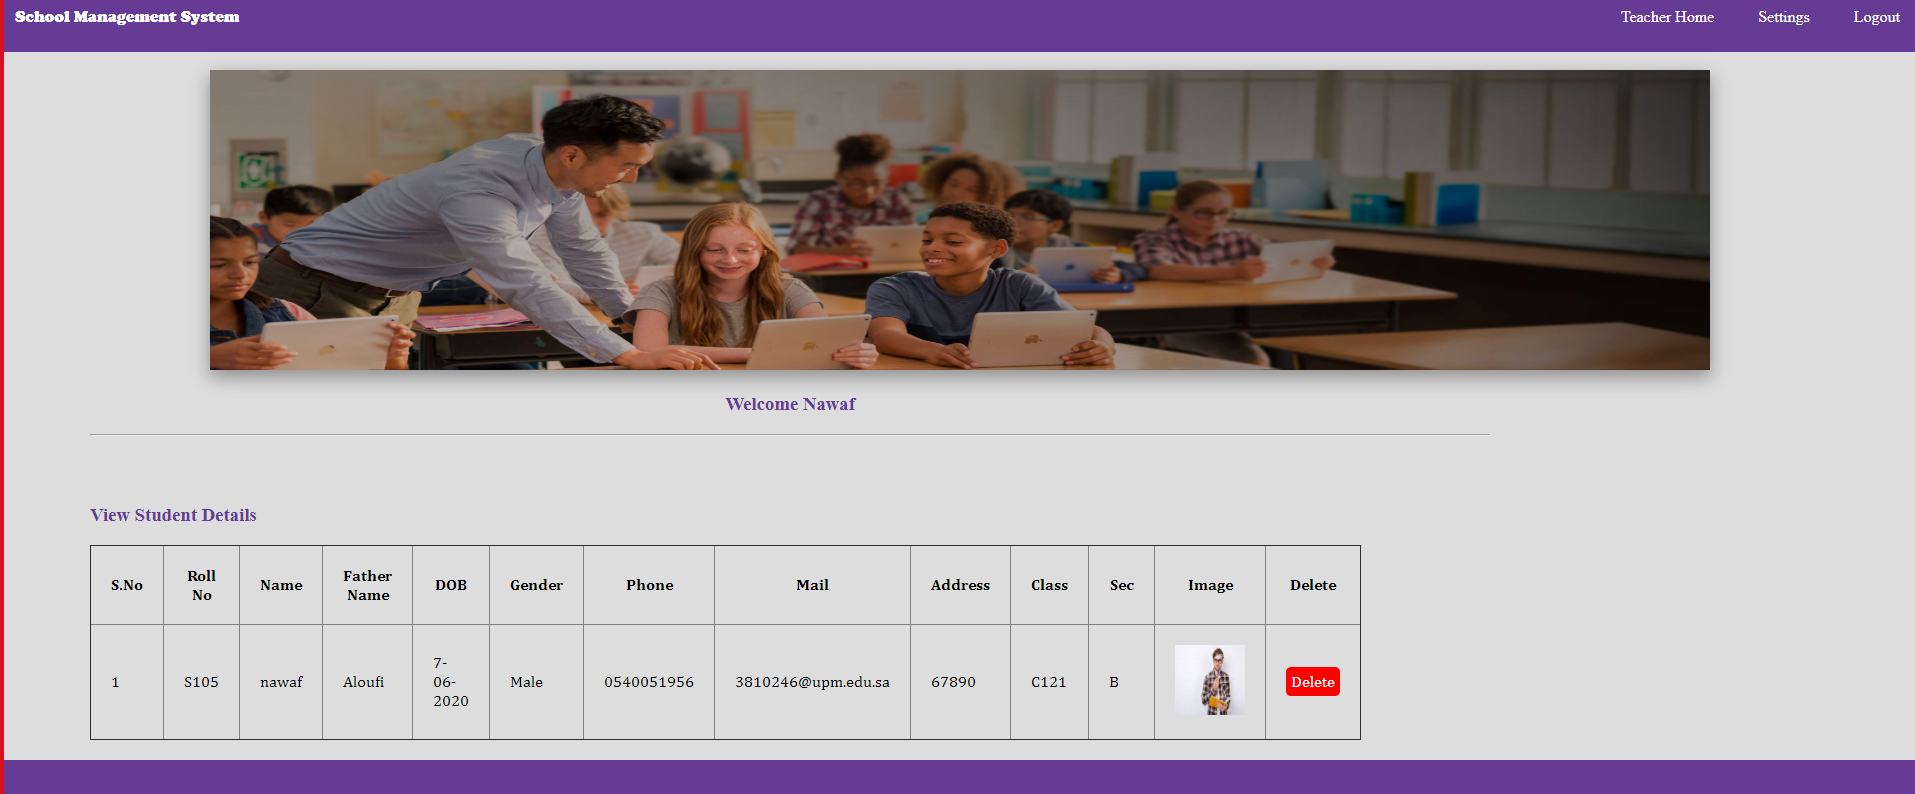 School Management System
Teacher Home Settings Logout
Welcome Nawaf
View Student Details
S.No Roll No Name Father Name DOB Gender Phone Mail Address Class Sec Image Delete
1 S105 nawaf Aloufi 7-06-2020 Male 0540051956 3810246@upm.edu.sa 67890 C121 B Delete